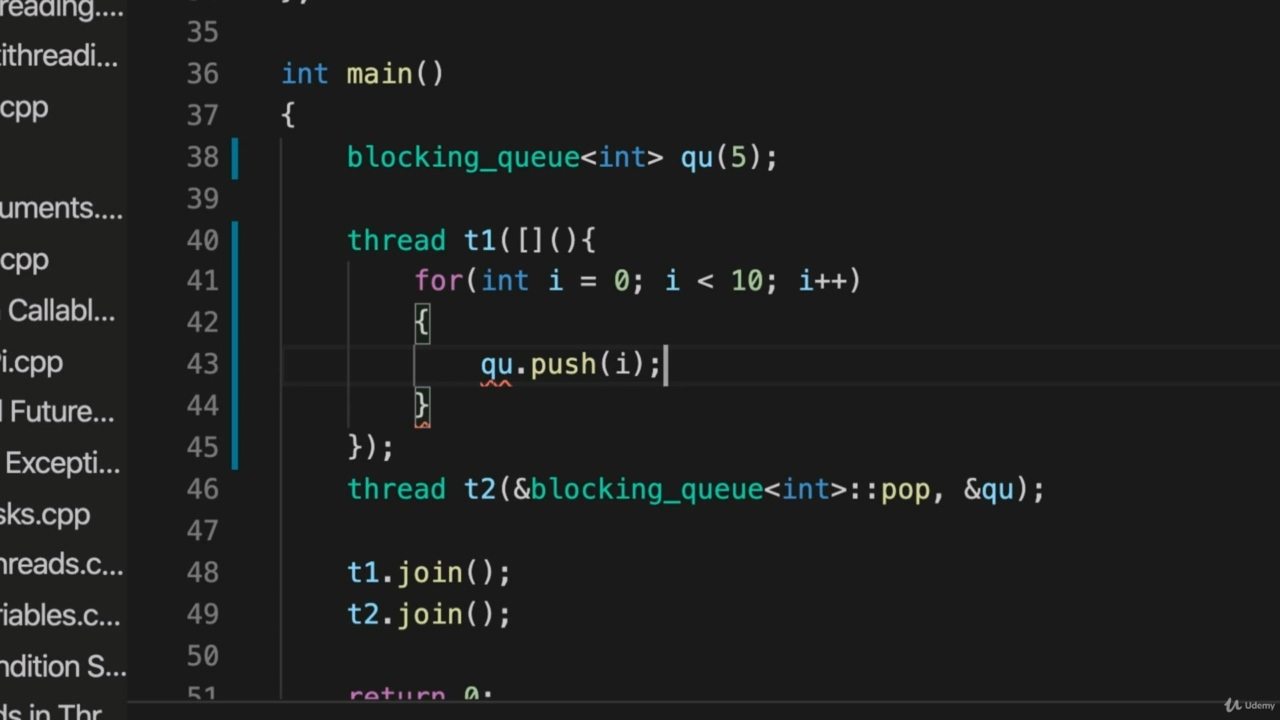 reading....
ithreadi...
cpp
uments....
cpp
Callabl...
i.cpp
Future...
Excepti...
sks.cpp
hreads.c...
riables.c...
ndition S...
ds in Thr
35
36 int main()
37 {
38 blocking_queue<int> qu(5);
39
40 thread t1([](){
41 for(int i = 0; i < 10; i++)
42 {
43 qu.push(i);
44 }
45 });
46 thread t2(&blocking_queue<int>::pop, &qu);
47
48 t1.join();
49 t2.join();
50
51 return 0;
Udemy